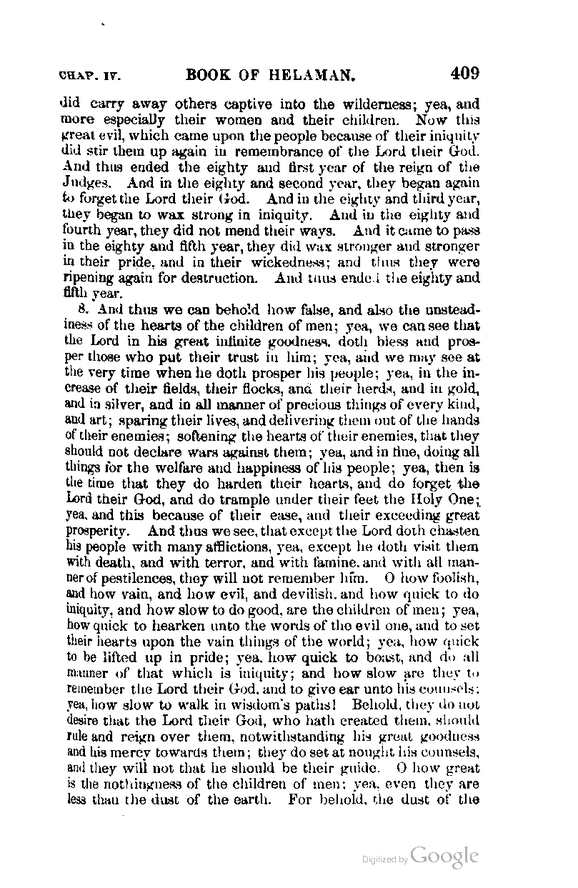 CHAP. IV. BOOK OF HELAMAN. 409
did carry away others captive into the wilderness; yea, and
more especially their women and their children. Now this
great evil, which came upon the people because of their iniquity
did stir them up again in remembrance of the Lord their God.
And thus ended the eighty and first year of the reign of the
Judges. And in the eighty and second year, they began again
to forget the Lord their God. And in the eighty and third year,
they began to wax strong in iniquity. And in the eighty and
fourth year, they did not mend their ways. And it came to pass
in the eighty and fifth year, they did wax stronger and stronger
in their pride, and in their wickedness; and thus they were
ripening again for destruction. And thus ended the eighty and
fifth year.
8. And thus we can behold how false, and also the unstead-
iness of the hearts of the children of men; yea, we can see that
the Lord in his great infinite goodness, doth bless and pros-
per those who put their trust in him; yea, and we may see at
the very time when he doth prosper his people; yea, in the in-
crease of their fields, their flocks, and their herds, and in gold,
and in silver, and in all manner of precious things of every kind,
and art; sparing their lives, and delivering them out of the hands
of their enemies; softening the hearts of their enemies, that they
should not declare wars against them; yea, and in fine, doing all
things for the welfare and happiness of his people; yea, then is
the time that they do harden their hearts, and do forget the
Lord their God, and do trample under their feet the Holy One;
yea, and this because of their ease, and their exceeding great
prosperity. And thus we see, that except the Lord doth chasten
his people with many afflictions, yea, except he doth visit them
with death, and with terror, and with famine, and with all man-
ner of pestilences, they will not remember him. O how foolish,
and how vain, and how evil, and devilish, and how quick to do
iniquity, and how slow to do good, are the children of men; yea,
how quick to hearken unto the words of the evil one, and to set
their hearts upon the vain things of the world; yea, how quick
to be lifted up in pride; yea, how quick to boast, and do all
manner of that which is iniquity; and how slow are they to
remember the Lord their God, and to give ear unto his counsels;
yea, how slow to walk in wisdom's paths! Behold, they do not
desire that the Lord their God, who hath created them, should
rule and reign over them, notwithstanding his great goodness
and his mercy towards them; they do set at nought his counsels,
and they will not that he should be their guide. O how great
is the nothingness of the children of men; yea, even they are
less than the dust of the earth. For behold, the dust of the
Digitized by Google